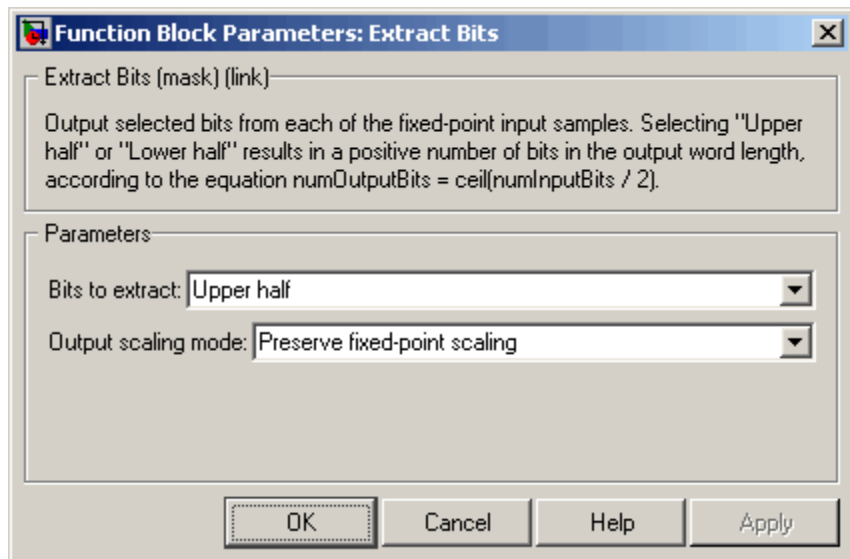 Function Block Parameters: Extract Bits
Extract Bits (mask) (link)
Output selected bits from each of the fixed-point input samples. Selecting "Upper
half" or "Lower half" results in a positive number of bits in the output word length,
according to the equation numOutputBits = ceil(numInputBits / 2).
Parameters
Bits to extract: Upper half
Output scaling mode: Preserve fixed-point scaling
OK Cancel Help Apply